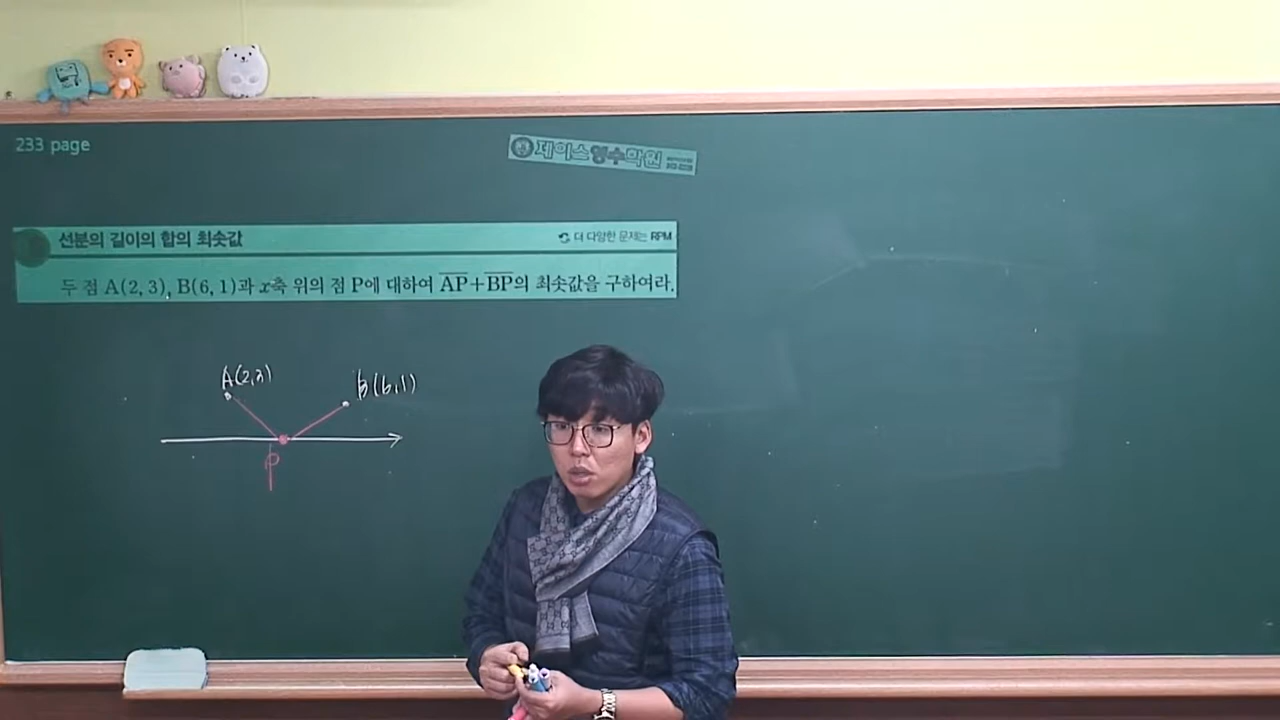 233 page
제이스영수학원
선분의 길이의 합의 최솟값
더 다양한 문제는 RPM
두 점 A(2, 3), B(6, 1)과 x축 위의 점 P에 대하여 AP+BP의 최솟값을 구하여라.
A(2,3)
B(6,1)
P